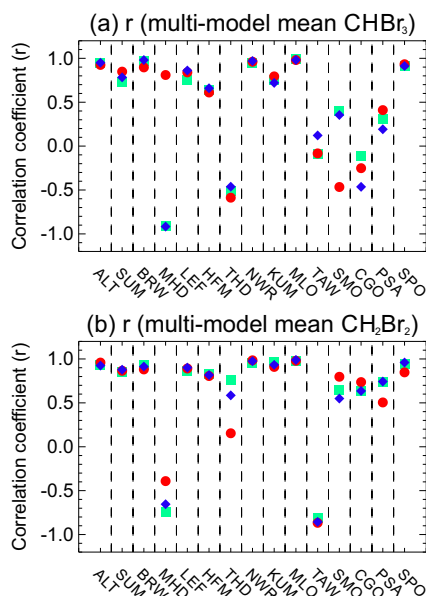 (a) r (multi-model mean CHBr3)
Correlation coefficient (r)
1.0
0.5
0.0
-0.5
-1.0
ALT SUM BRW MHD LEF HFM THD NWR KUM MLO TAW SMO CGO PSA SPO
(b) r (multi-model mean CH2Br2)
Correlation coefficient (r)
1.0
0.5
0.0
-0.5
-1.0
ALT SUM BRW MHD LEF HFM THD NWR KUM MLO TAW SMO CGO PSA SPO